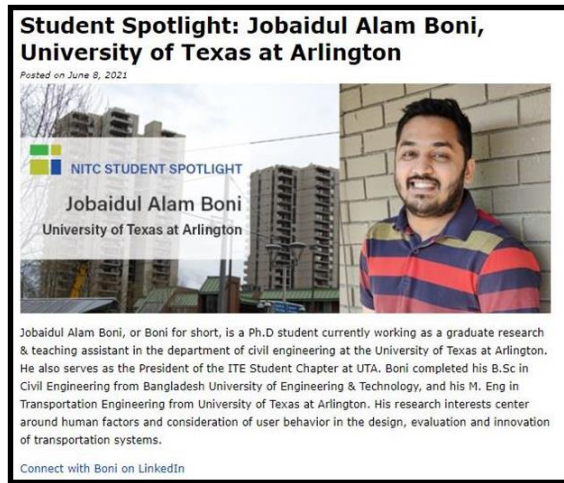 Student Spotlight: Jobaidul Alam Boni,
University of Texas at Arlington
Posted on June 8, 2021
NITC STUDENT SPOTLIGHT
Jobaidul Alam Boni
University of Texas at Arlington
Jobaidul Alam Boni, or Boni for short, is a Ph.D student currently working as a graduate research
& teaching assistant in the department of civil engineering at the University of Texas at Arlington.
He also serves as the President of the ITE Student Chapter at UTA. Boni completed his B.Sc in
Civil Engineering from Bangladesh University of Engineering & Technology, and his M. Eng in
Transportation Engineering from University of Texas at Arlington. His research interests center
around human factors and consideration of user behavior in the design, evaluation and innovation
of transportation systems.
Connect with Boni on LinkedIn